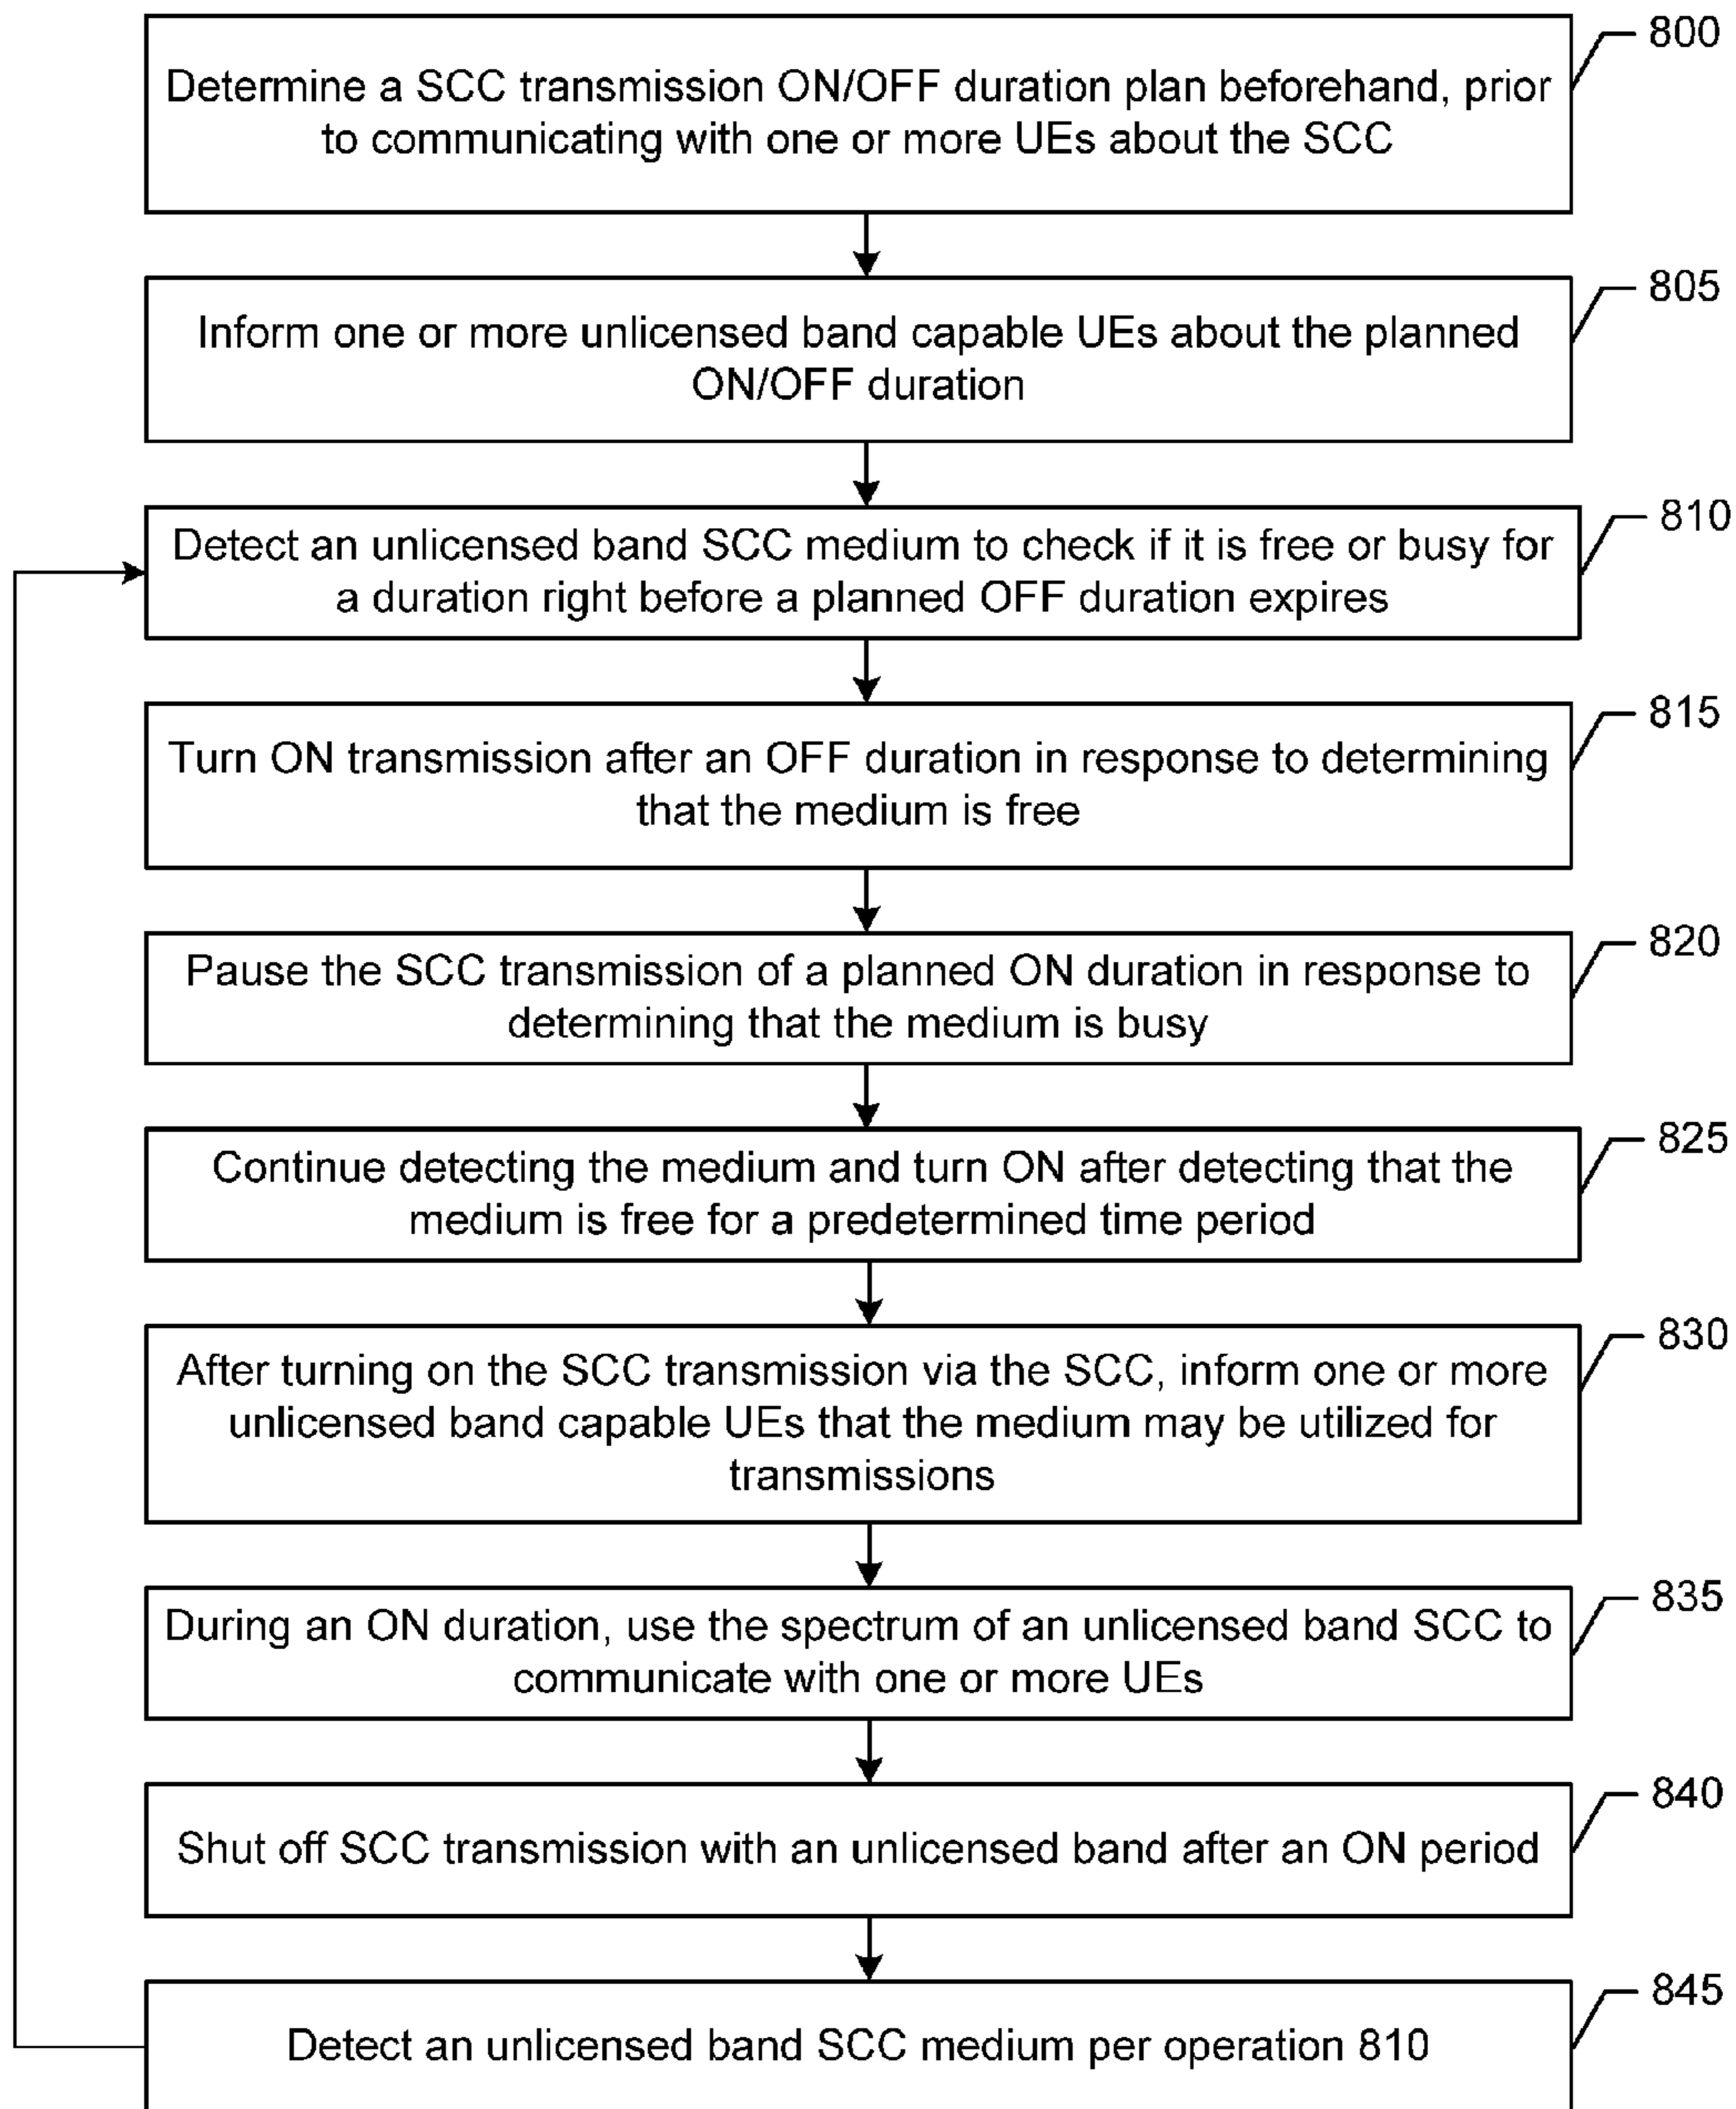 800
Determine a SCC transmission ON/OFF duration plan beforehand, prior
to communicating with one or more UEs about the SCC
805
Inform one or more unlicensed band capable UEs about the planned
ON/OFF duration
810
Detect an unlicensed band SCC medium to check if it is free or busy for
a duration right before a planned OFF duration expires
815
Turn ON transmission after an OFF duration in response to determining
that the medium is free
820
Pause the SCC transmission of a planned ON duration in response to
determining that the medium is busy
825
Continue detecting the medium and turn ON after detecting that the
medium is free for a predetermined time period
830
After turning on the SCC transmission via the SCC, inform one or more
unlicensed band capable UEs that the medium may be utilized for
transmissions
835
During an ON duration, use the spectrum of an unlicensed band SCC to
communicate with one or more UEs
840
Shut off SCC transmission with an unlicensed band after an ON period
845
Detect an unlicensed band SCC medium per operation 810